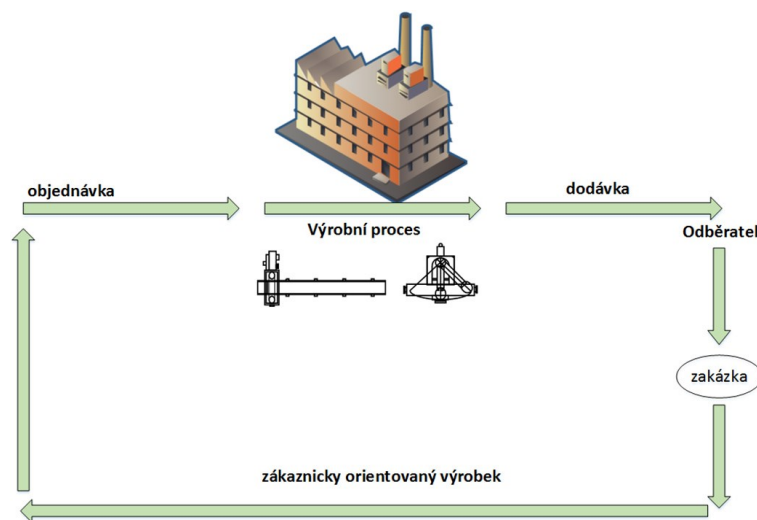 objednávka
dodávka
Výrobní proces
Odběratel
zakázka
zákaznicky orientovaný výrobek